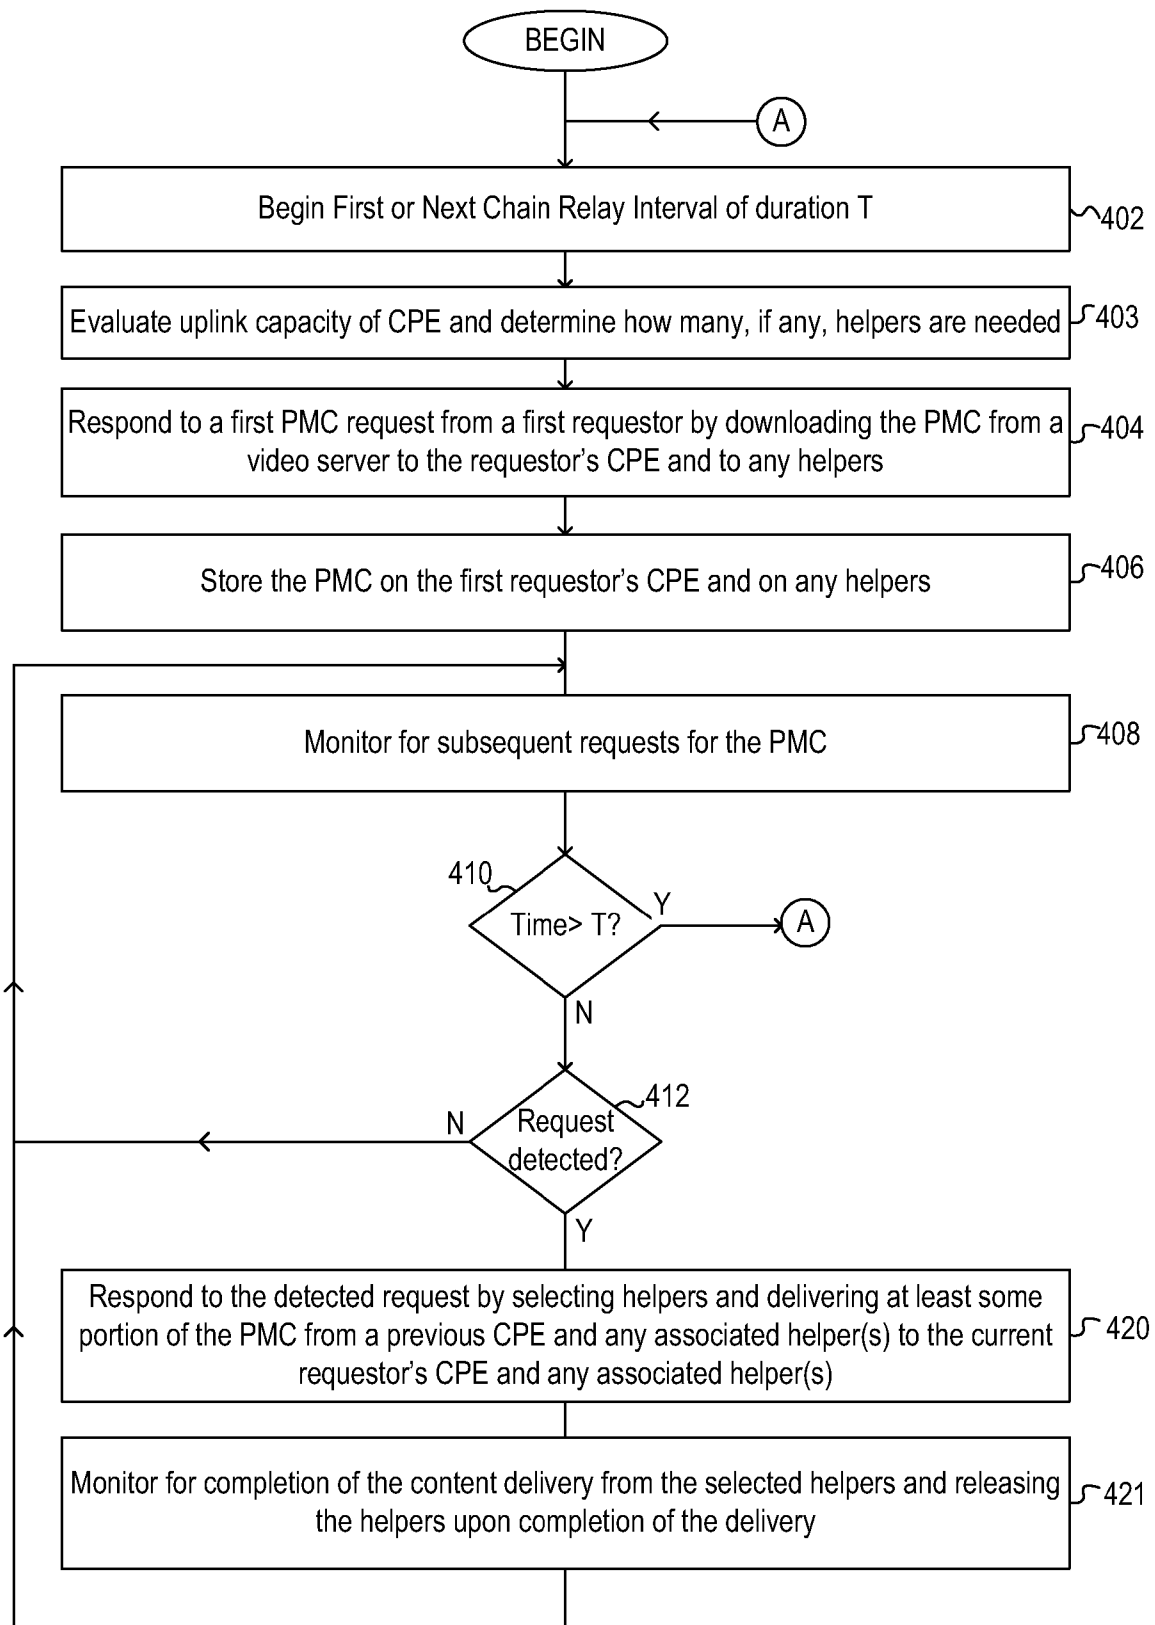 BEGIN
A
Begin First or Next Chain Relay Interval of duration T
402
Evaluate uplink capacity of CPE and determine how many, if any, helpers are needed
403
Respond to a first PMC request from a first requestor by downloading the PMC from a
video server to the requestor's CPE and to any helpers
404
Store the PMC on the first requestor's CPE and on any helpers
406
Monitor for subsequent requests for the PMC
408
410
Time> T?
Y
A
N
412
Request
detected?
N
Y
Respond to the detected request by selecting helpers and delivering at least some
portion of the PMC from a previous CPE and any associated helper(s) to the current
requestor's CPE and any associated helper(s)
420
Monitor for completion of the content delivery from the selected helpers and releasing
the helpers upon completion of the delivery
421